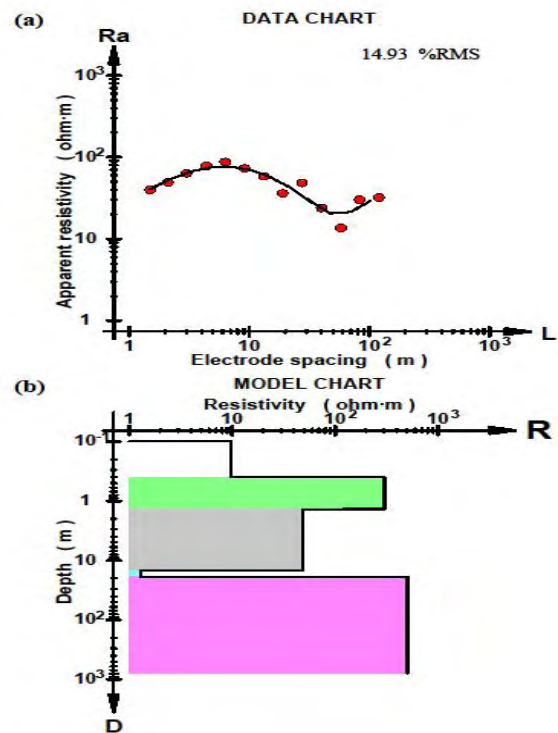 (a) DATA CHART
Ra
14.93 %RMS
10³
10²
10
1
Apparent resistivity ( ohm·m )
1 10 10² 10³ L
Electrode spacing ( m )
(b) MODEL CHART
Resistivity ( ohm·m )
1 10 10² 10³ R
10⁻¹
1
10
10²
10³
Depth ( m )
D